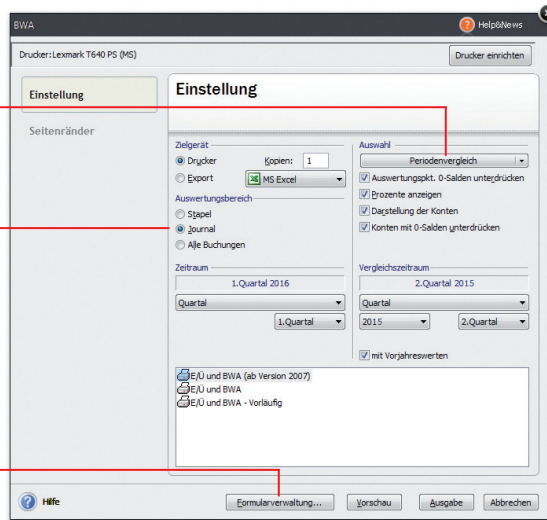 BWA
Help&News
Drucker:Lexmark T640 PS (MS)
Drucker einrichten
Einstellung
Seitenränder
Einstellung
Zielgerät
Drucker Kopien: 1
Export MS Excel
Auswertungsbereich
Stapel
Journal
Alle Buchungen
Auswahl
Periodenvergleich
Auswertungspkt. 0-Salden unterdrücken
Prozente anzeigen
Darstellung der Konten
Konten mit 0-Salden unterdrücken
Zeitraum
1.Quartal 2016
Quartal
1.Quartal
Vergleichszeitraum
2.Quartal 2015
Quartal
2015 2.Quartal
mit Vorjahreswerten
E/Ü und BWA (ab Version 2007)
E/Ü und BWA
E/Ü und BWA - Vorläufig
Hilfe
Formularverwaltung...
Vorschau
Ausgabe
Abbrechen